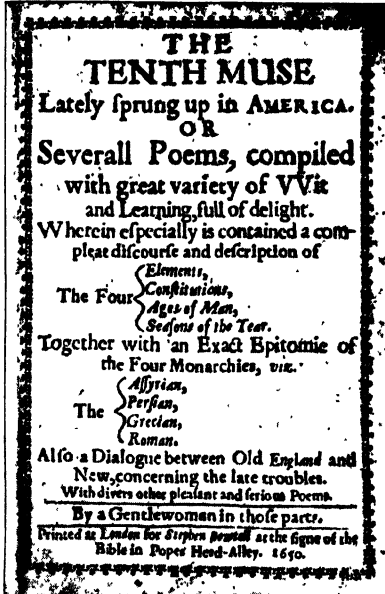 THE
TENTH MUSE
Lately ſprung up in AMERICA.
OR
Severall Poems, compiled
with great variety of VVit
and Learning, full of delight.
Wherein eſpecially is contained a com-
pleat diſcourſe and deſcription of
The Four
Elements,
Conſtitutions,
Ages of Man,
Seaſons of the Year.
Together with an Exact Epitomie of
the Four Monarchies, viz.
The
Aſſyrian,
Perſian,
Grecian,
Roman.
Alſo a Dialogue between Old England and
New, concerning the late troubles.
With divers other pleaſant and ſerious Poems.
By a Gentlewoman in thoſe parts.
Printed at London for Stephen Bowtell at the ſigne of the
Bible in Popes Head-Alley. 1650.